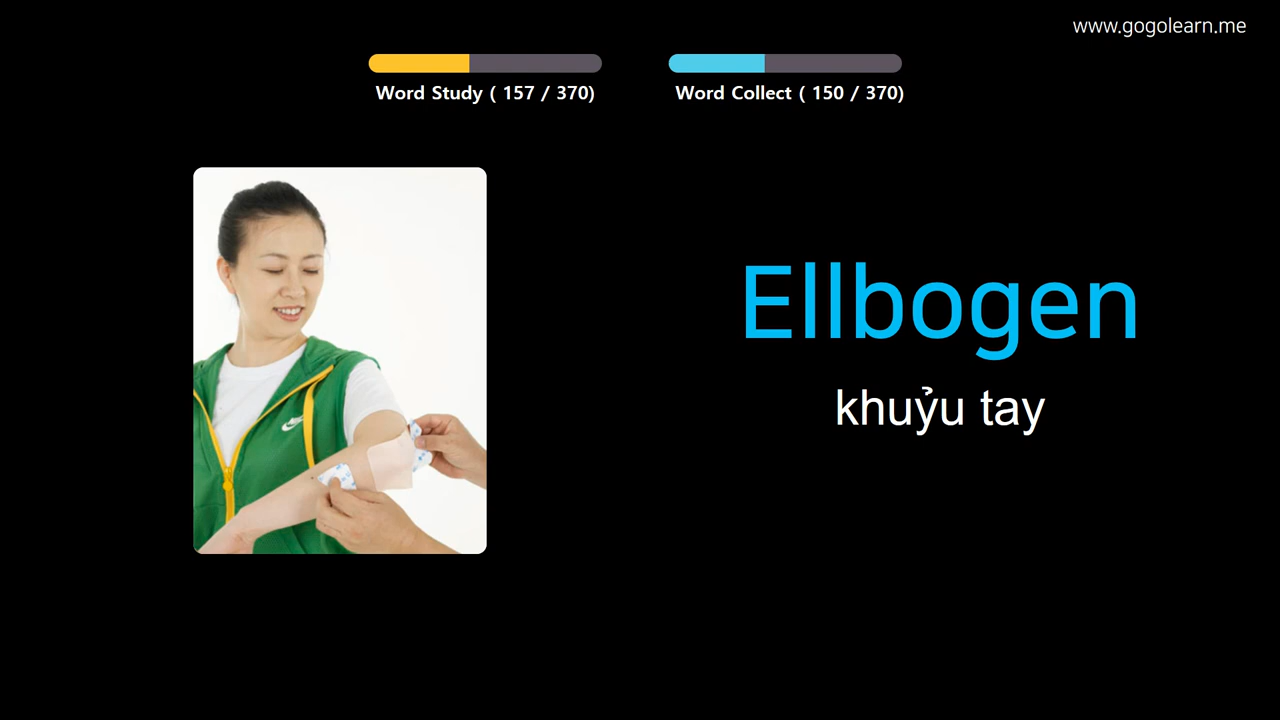 www.gogolearn.me
Word Study ( 157 / 370)
Word Collect ( 150 / 370)
Ellbogen
khuỷu tay